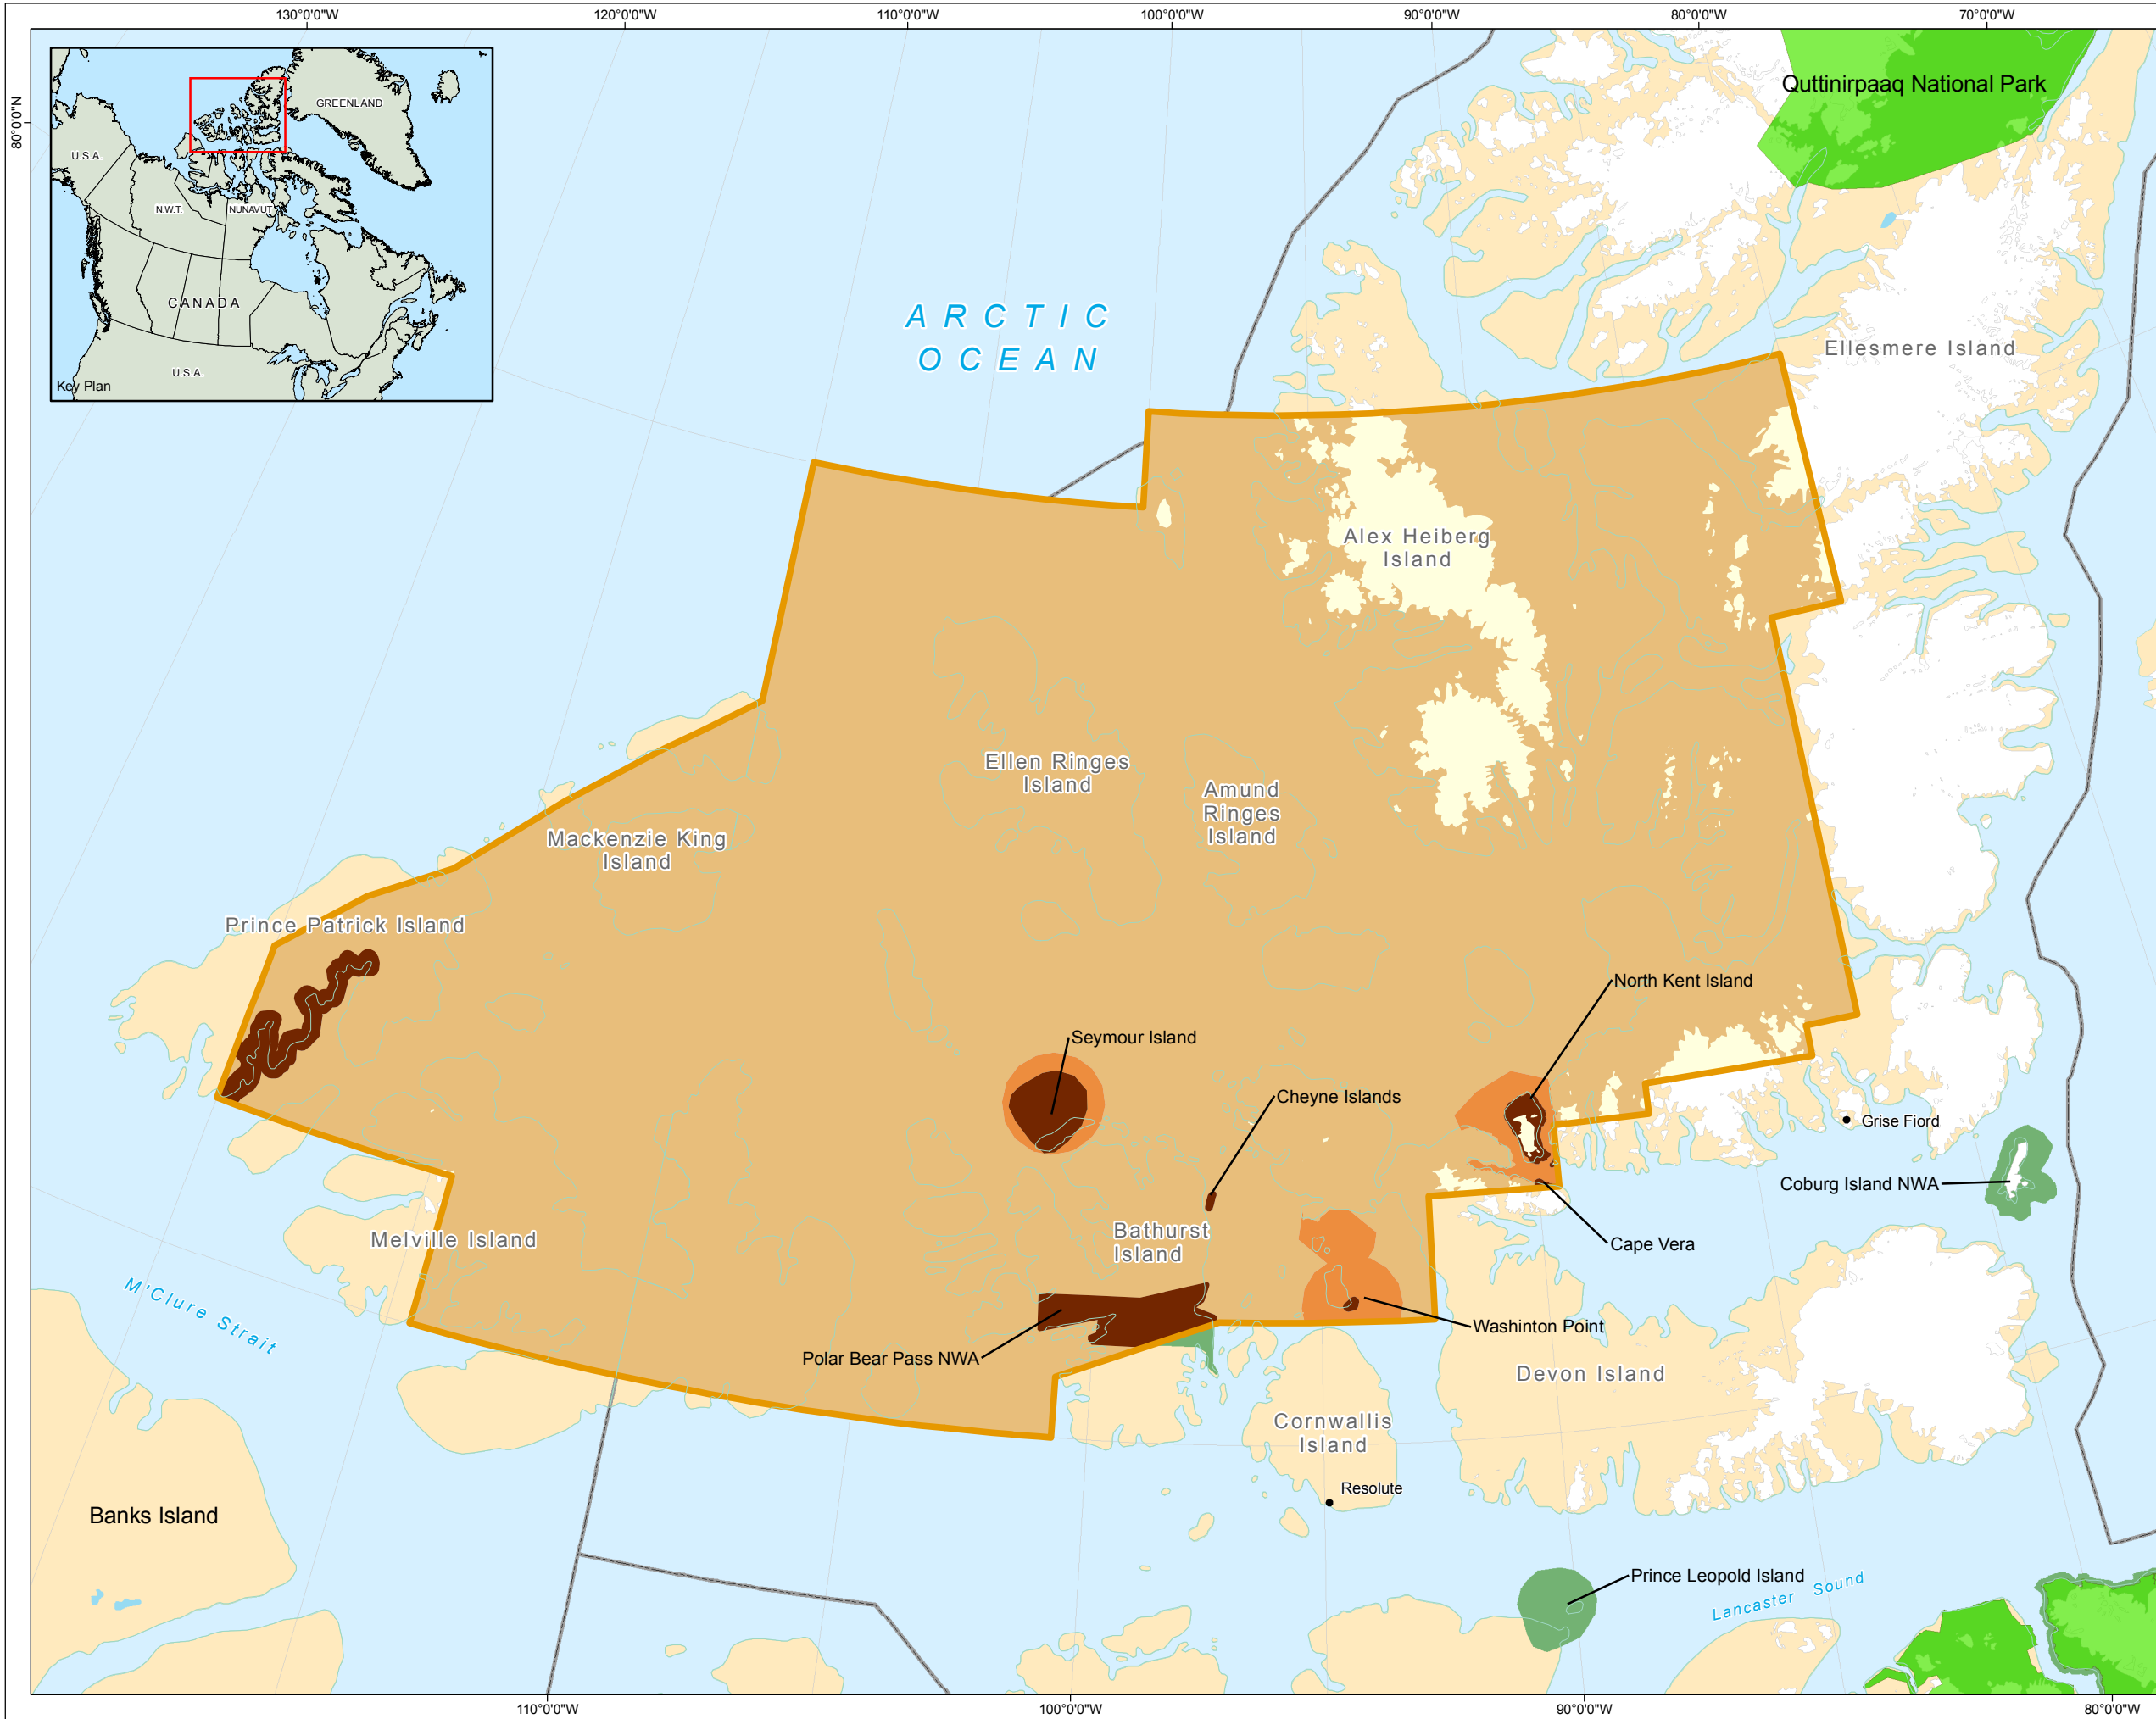 130°0'0"W 120°0'0"W 110°0'0"W 100°0'0"W 90°0'0"W 80°0'0"W 70°0'0"W
80°0'0"N
GREENLAND
U.S.A.
N.W.T.
NUNAVUT
CANADA
U.S.A.
Key Plan
Quttinirpaaq National Park
ARCTIC
OCEAN
Ellesmere Island
Alex Heiberg
Island
Ellen Ringes
Island
Amund
Ringes
Island
Mackenzie King
Island
Prince Patrick Island
North Kent Island
Seymour Island
Cheyne Islands
Grise Fiord
Coburg Island NWA
Cape Vera
Melville Island
Bathurst
Island
M'Clure Strait
Washinton Point
Polar Bear Pass NWA
Devon Island
Cornwallis
Island
Resolute
Banks Island
Prince Leopold Island
Lancaster Sound
110°0'0"W 100°0'0"W 90°0'0"W 80°0'0"W